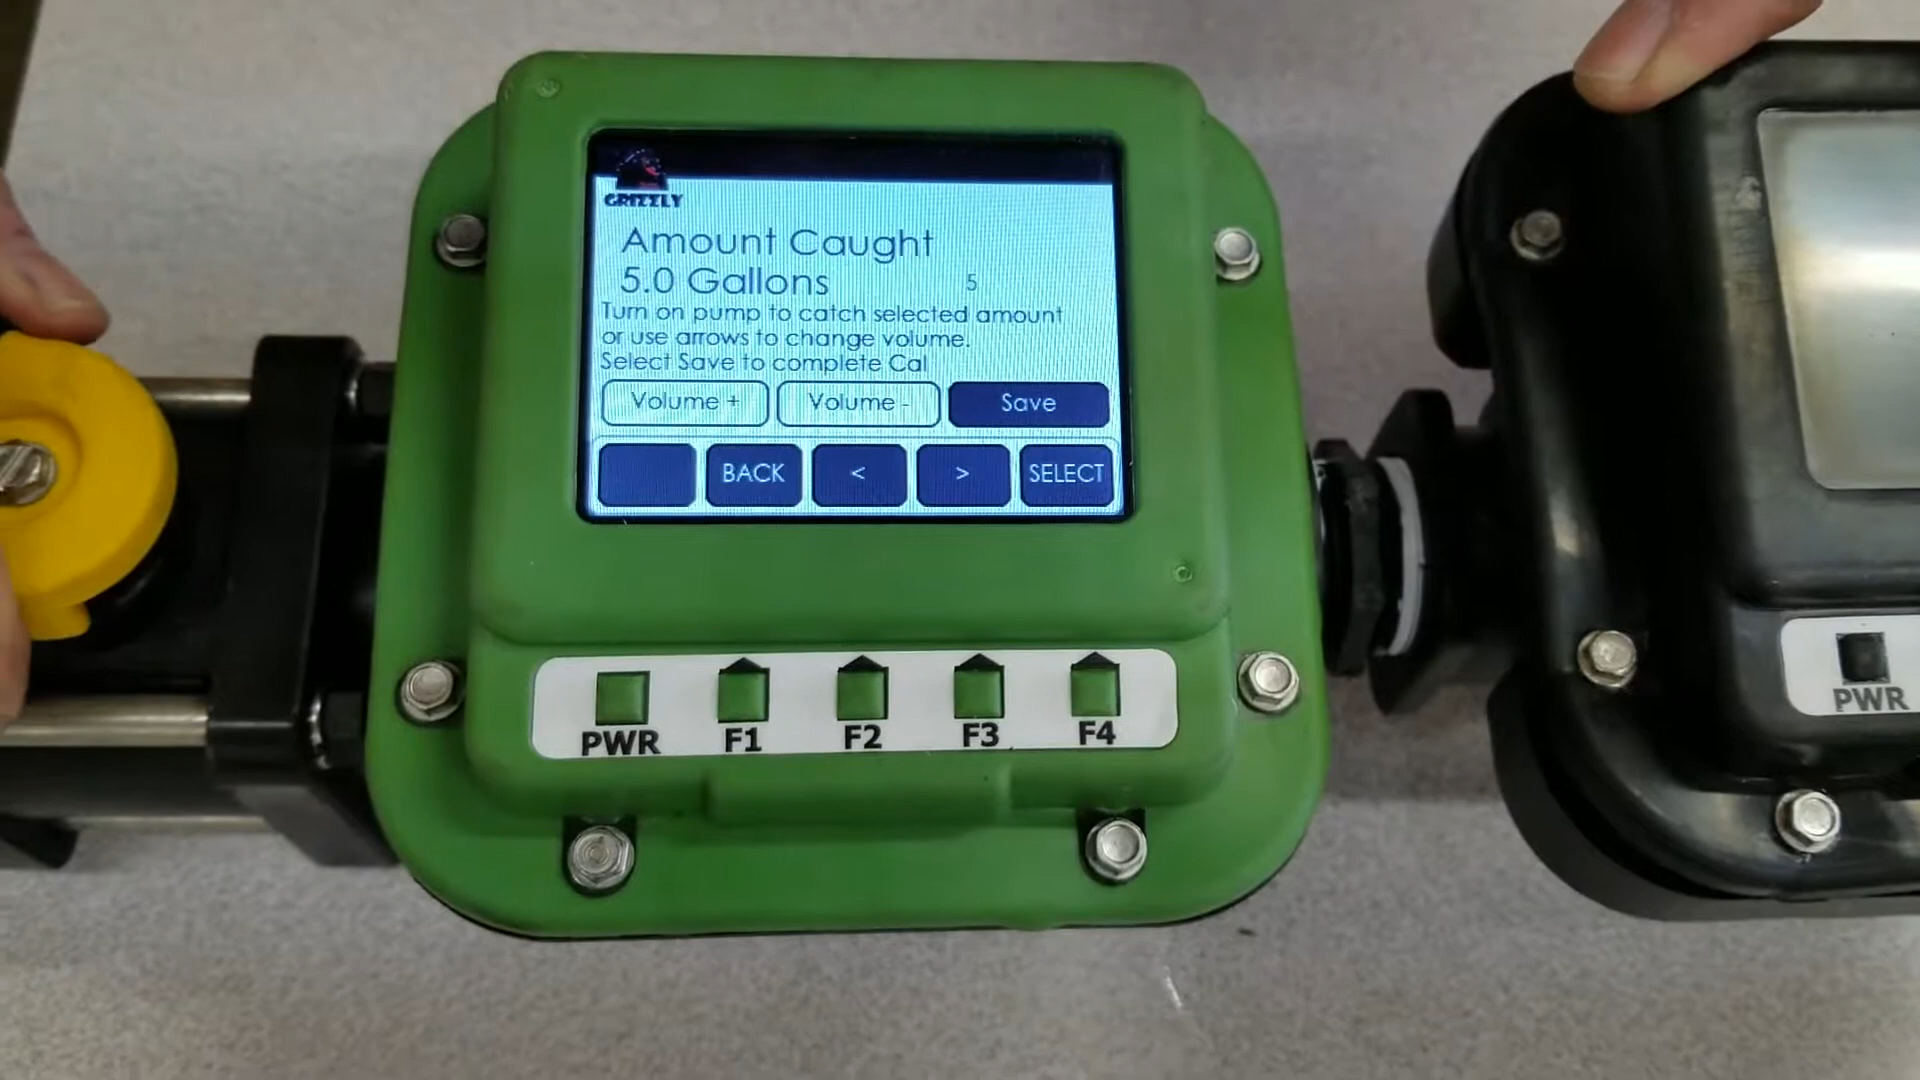 GRIZZLY
Amount Caught
5.0 Gallons 5
Turn on pump to catch selected amount
or use arrows to change volume.
Select Save to complete Cal
Volume + Volume - Save
BACK < > SELECT
PWR F1 F2 F3 F4
PWR